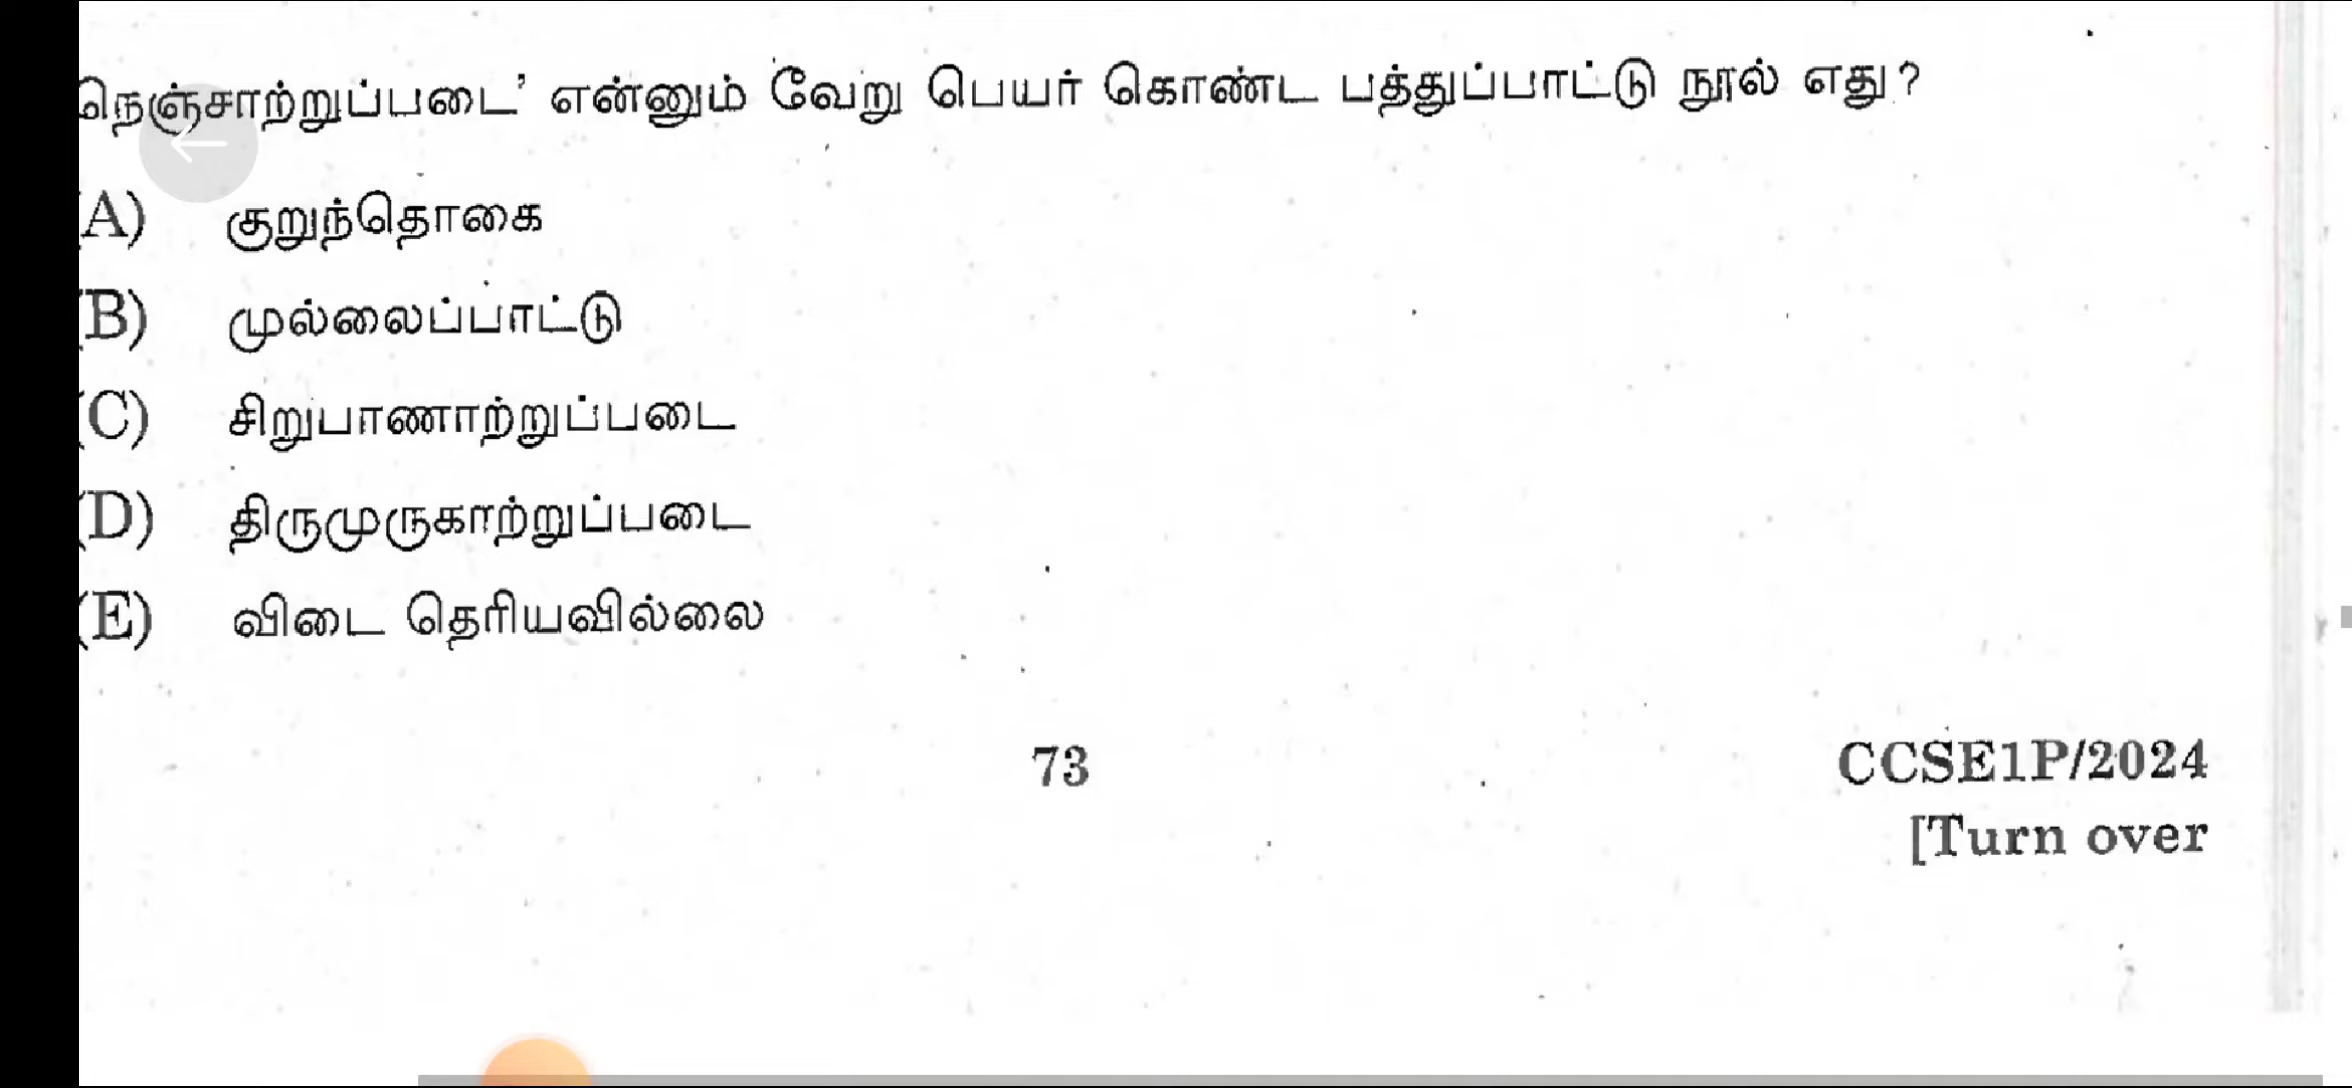 நெஞ்சாற்றுப்படை' என்னும் வேறு பெயர் கொண்ட பத்துப்பாட்டு நூல் எது?
A) குறுந்தொகை
(B) முல்லைப்பாட்டு
(C) சிறுபாணாற்றுப்படை
(D) திருமுருகாற்றுப்படை
(E) விடை தெரியவில்லை
73
CCSE1P/2024
[Turn over